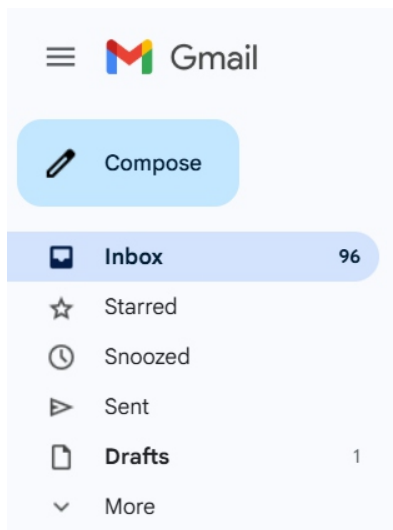 Gmail
Compose
Inbox 96
Starred
Snoozed
Sent
Drafts 1
More